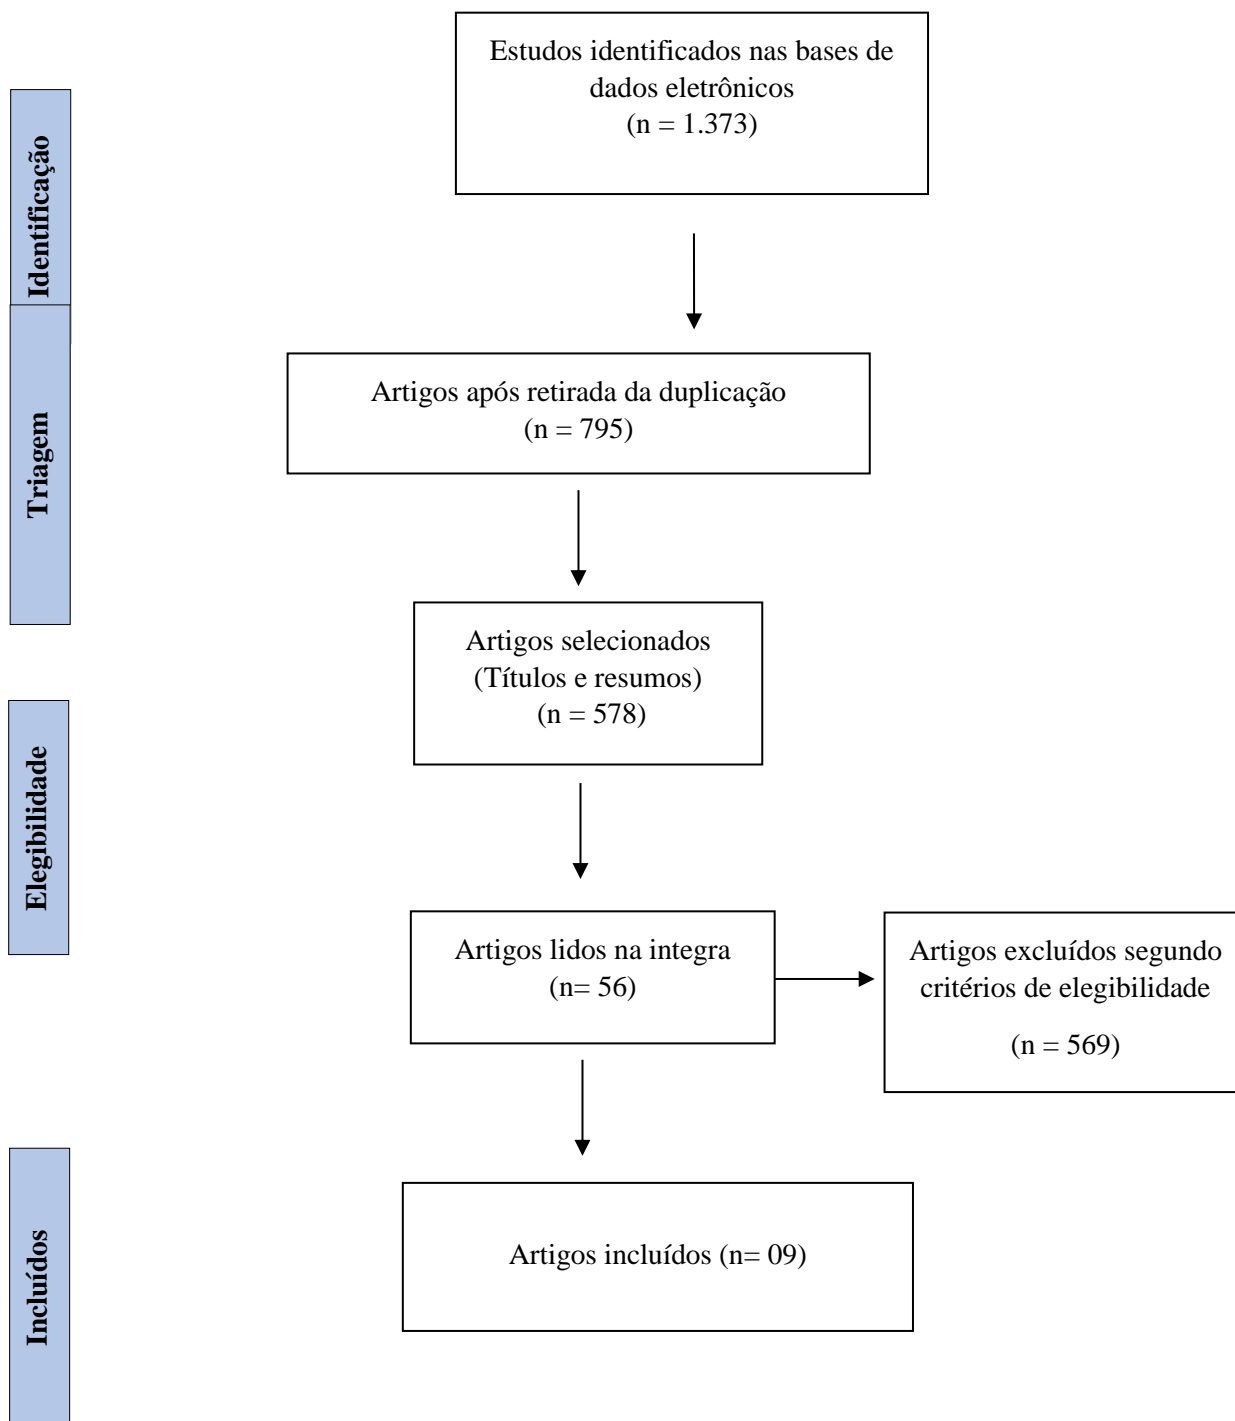 Estudos identificados nas bases de
dados eletrônicos
(n = 1.373)
Identificação
Artigos após retirada da duplicação
(n = 795)
Triagem
Artigos selecionados
(Títulos e resumos)
(n = 578)
Elegibilidade
Artigos lidos na integra
(n= 56)
Artigos excluídos segundo
critérios de elegibilidade
(n = 569)
Incluídos
Artigos incluídos (n= 09)